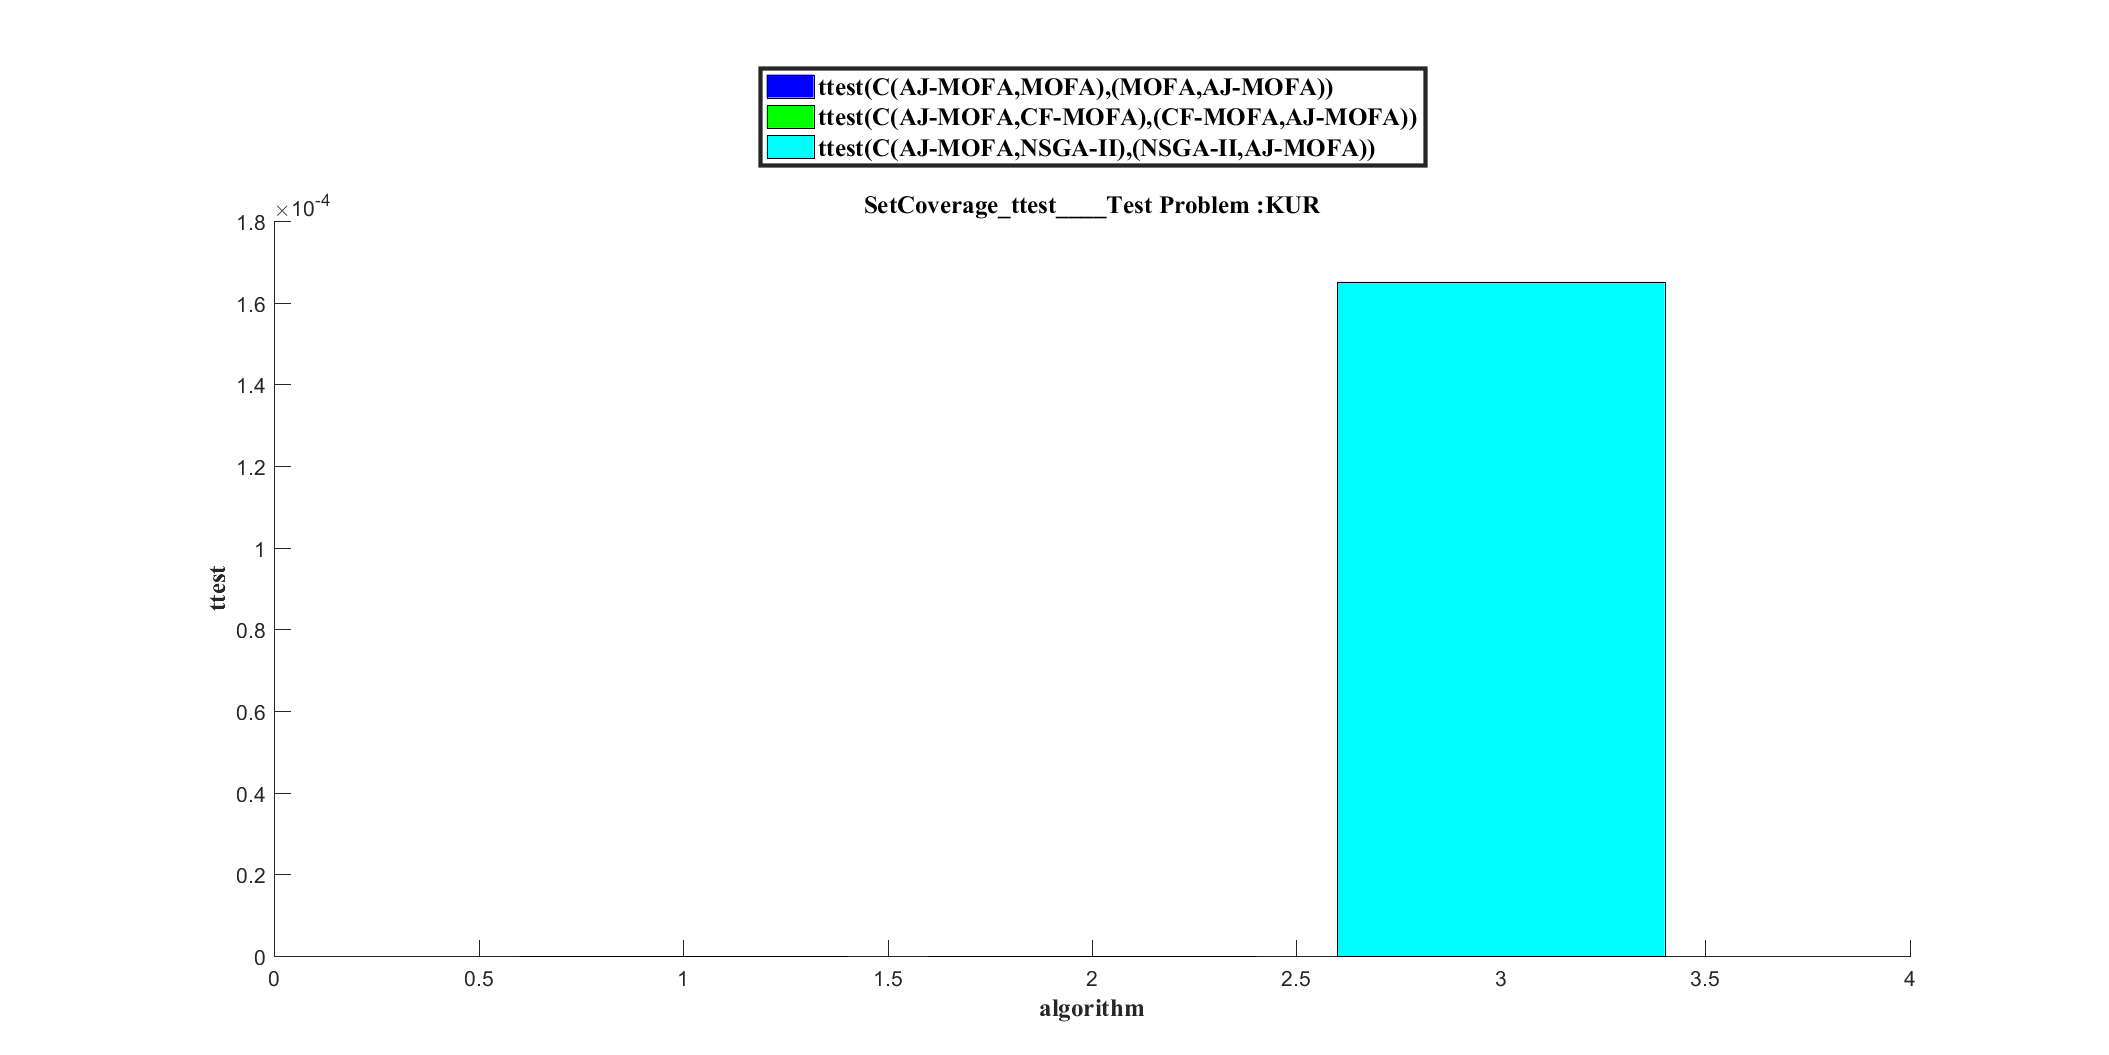 ttest(C(AJ-MOFA,MOFA),(MOFA,AJ-MOFA))
ttest(C(AJ-MOFA,CF-MOFA),(CF-MOFA,AJ-MOFA))
ttest(C(AJ-MOFA,NSGA-II),(NSGA-II,AJ-MOFA))
SetCoverage_ttest____Test Problem :KUR
×10-4
1.8
1.6
1.4
1.2
1
0.8
0.6
0.4
0.2
0
ttest
0 0.5 1 1.5 2 2.5 3 3.5 4
algorithm